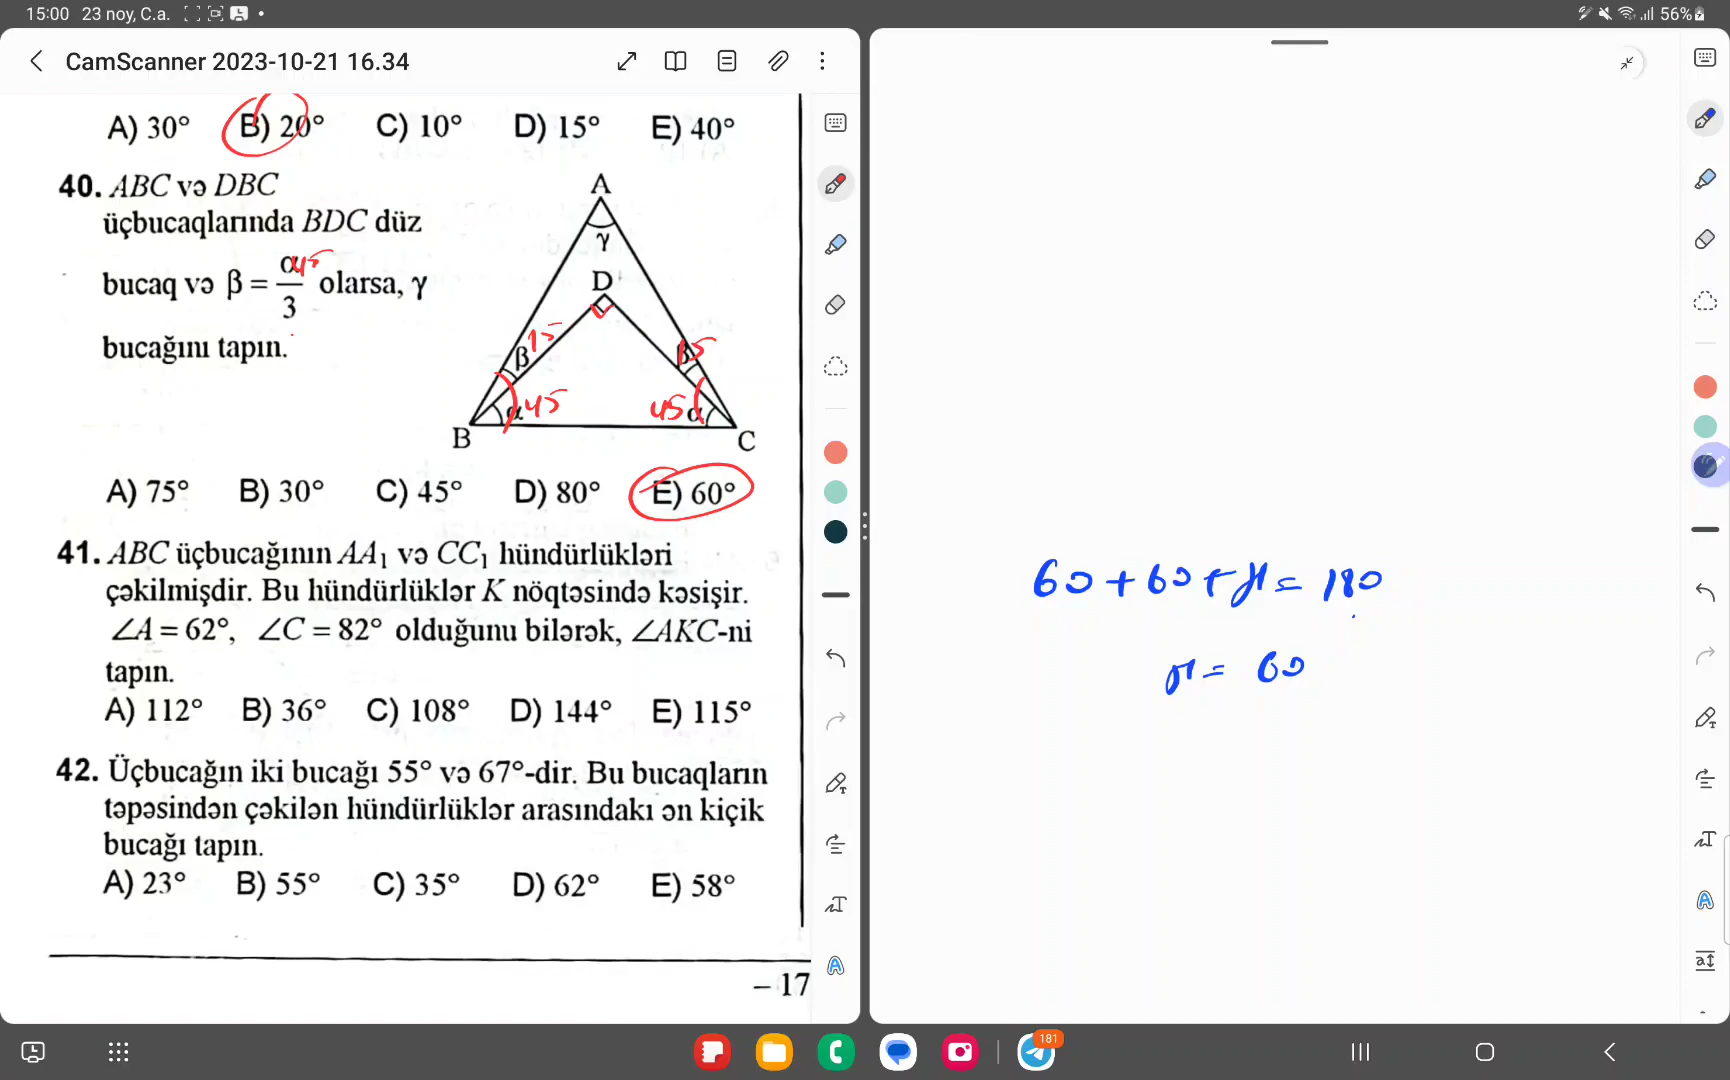 15:00 23 noy, C.a.
56%
CamScanner 2023-10-21 16.34
A) 30° B) 20° C) 10° D) 15° E) 40°
40. ABC və DBC
üçbucaqlarında BDC düz
bucaq və β = α/3 olarsa, γ
45
bucağını tapın.
A
γ
D
β 15
β 15
α 45
45 α
B
C
A) 75° B) 30° C) 45° D) 80° E) 60°
41. ABC üçbucağının AA₁ və CC₁ hündürlükləri
çəkilmişdir. Bu hündürlüklər K nöqtəsində kəsişir.
∠A = 62°, ∠C = 82° olduğunu bilərək, ∠AKC-ni
tapın.
A) 112° B) 36° C) 108° D) 144° E) 115°
42. Üçbucağın iki bucağı 55° və 67°-dir. Bu bucaqların
təpəsindən çəkilən hündürlüklər arasındakı ən kiçik
bucağı tapın.
A) 23° B) 55° C) 35° D) 62° E) 58°
– 17
60 + 60 + γ = 180
γ = 60
181